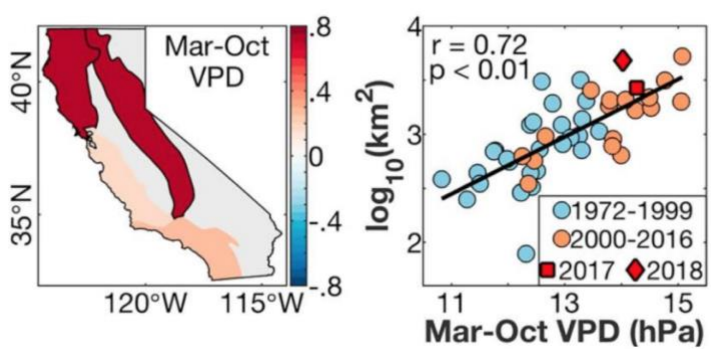 Mar-Oct
VPD
40°N
35°N
120°W
115°W
.8
.4
0
-.4
-.8
r = 0.72
p < 0.01
log10(km2)
4
3
2
1972-1999
2000-2016
2017
2018
11
13
15
Mar-Oct VPD (hPa)